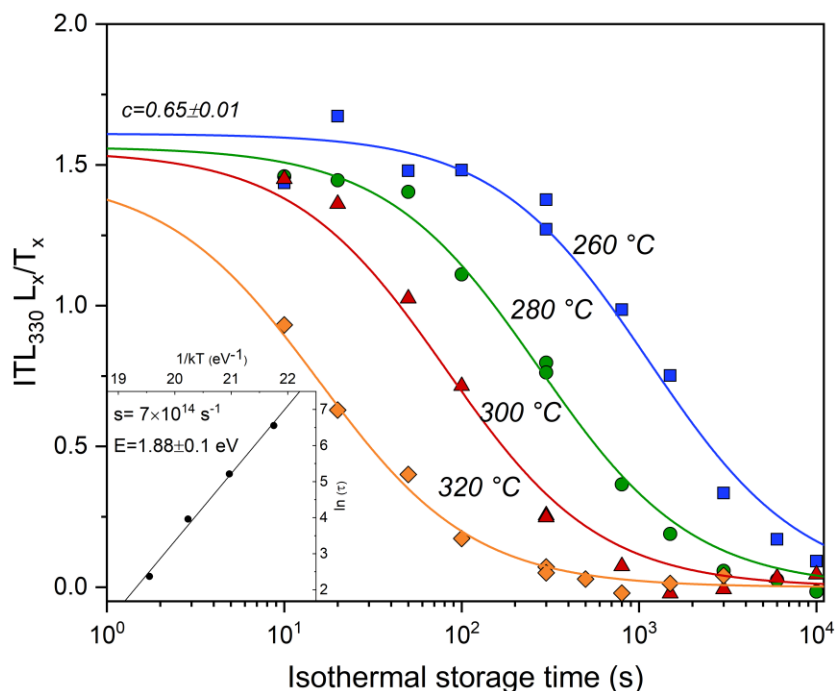 2.0
1.5
1.0
0.5
0.0
ITL₃₃₀ Lₓ/Tₓ
c=0.65±0.01
260 °C
280 °C
300 °C
320 °C
1/kT (eV⁻¹)
19 20 21 22
s= 7×10¹⁴ s⁻¹
E=1.88±0.1 eV
7
6
5
4
3
2
ln (τ)
10⁰ 10¹ 10² 10³ 10⁴
Isothermal storage time (s)